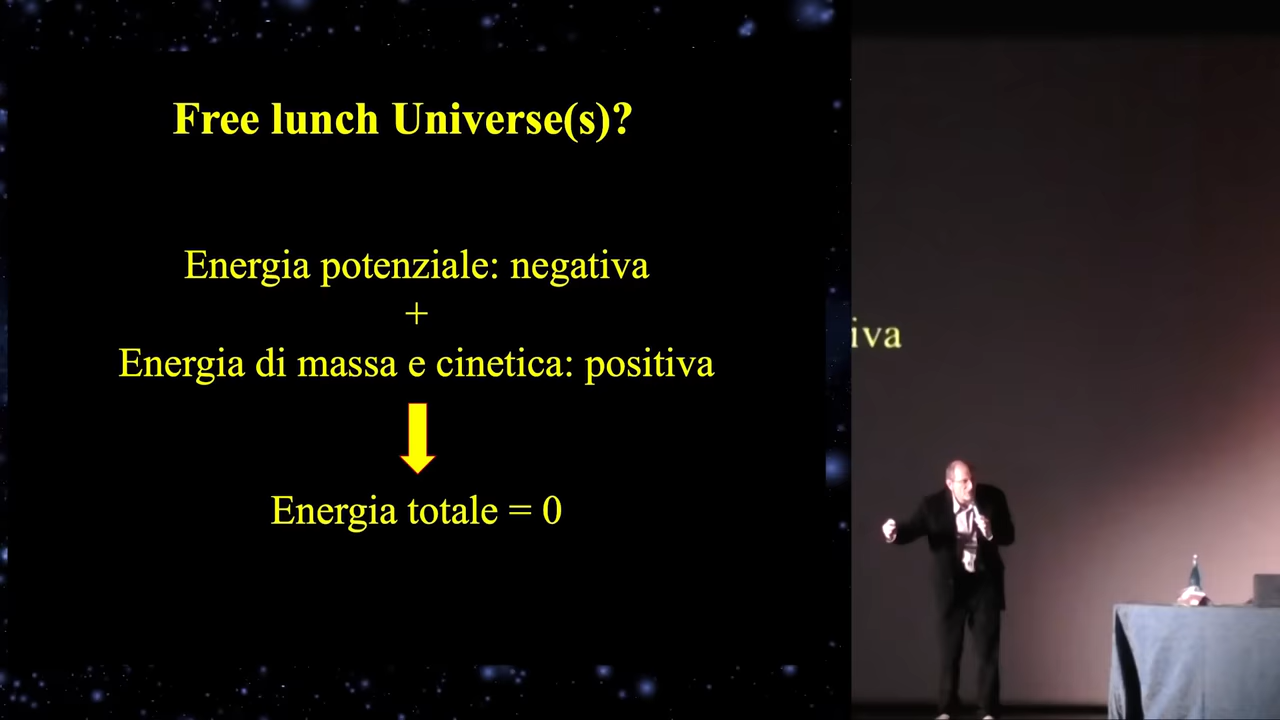 Free lunch Universe(s)?
Energia potenziale: negativa
+
Energia di massa e cinetica: positiva
Energia totale = 0
iva